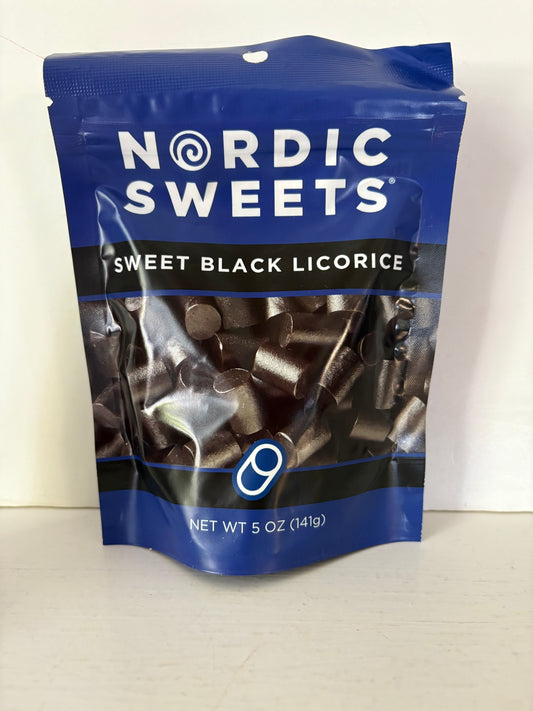 NORDIC
SWEETS®
SWEET BLACK LICORICE
NET WT 5 OZ (141g)